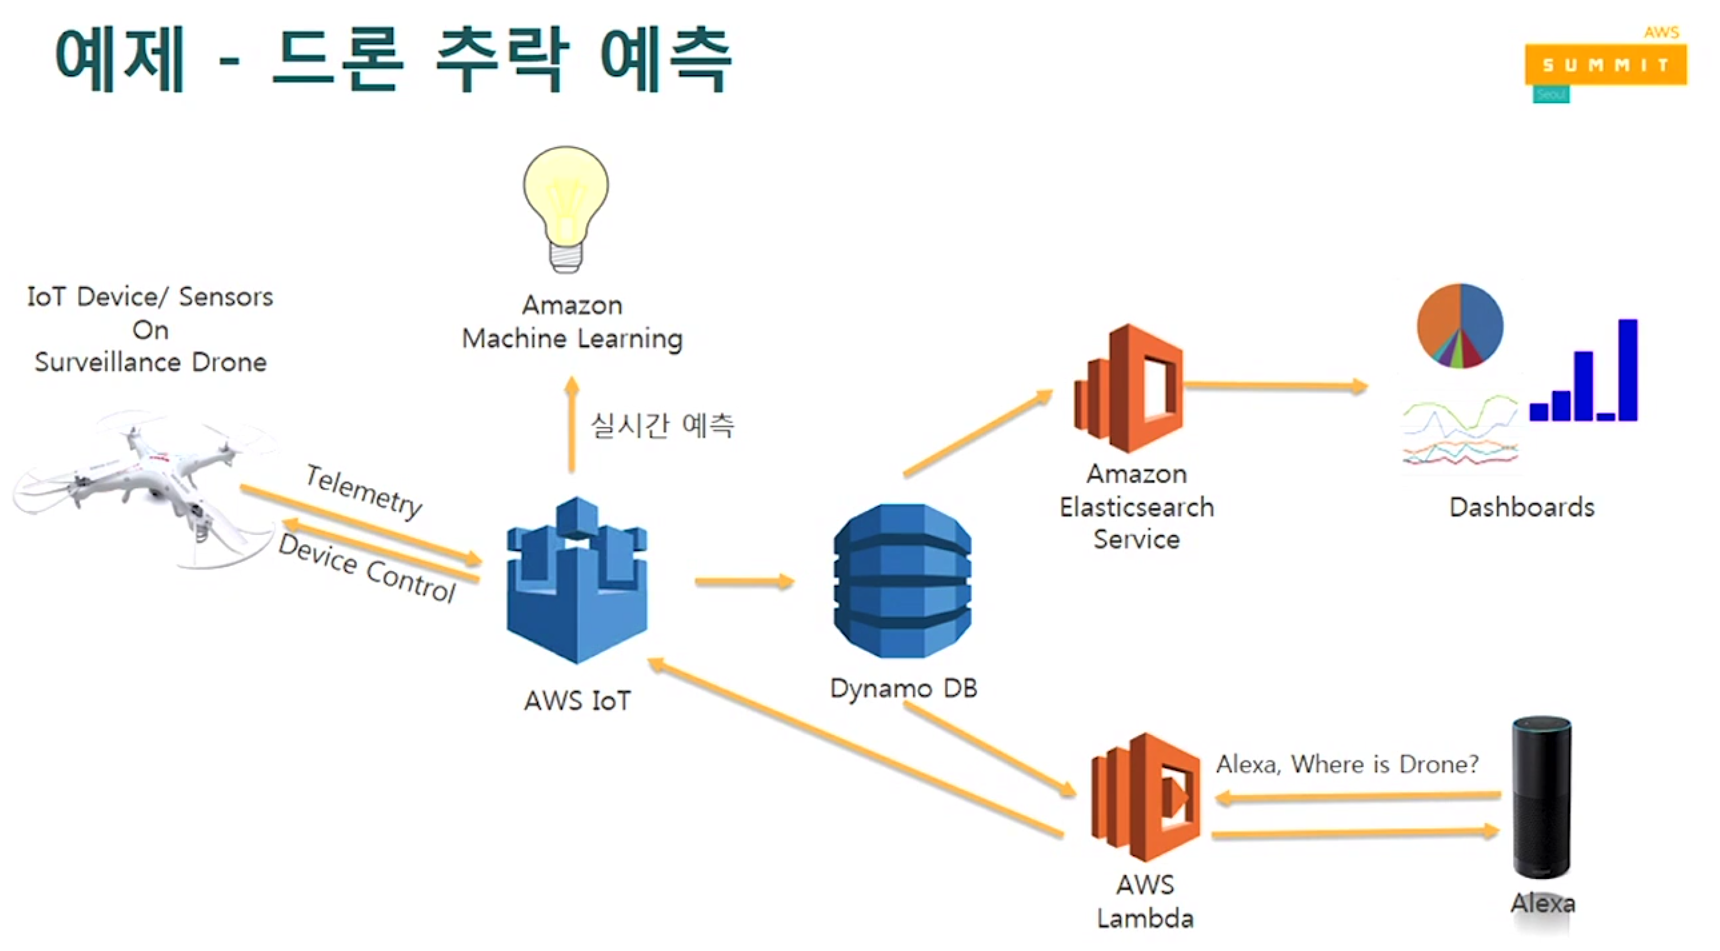 예제 - 드론 추락 예측
AWS
SUMMIT
Seoul
Amazon
Machine Learning
IoT Device/ Sensors
On
Surveillance Drone
실시간 예측
Telemetry
Device Control
AWS IoT
Dynamo DB
Amazon
Elasticsearch
Service
Dashboards
Alexa, Where is Drone?
AWS
Lambda
Alexa